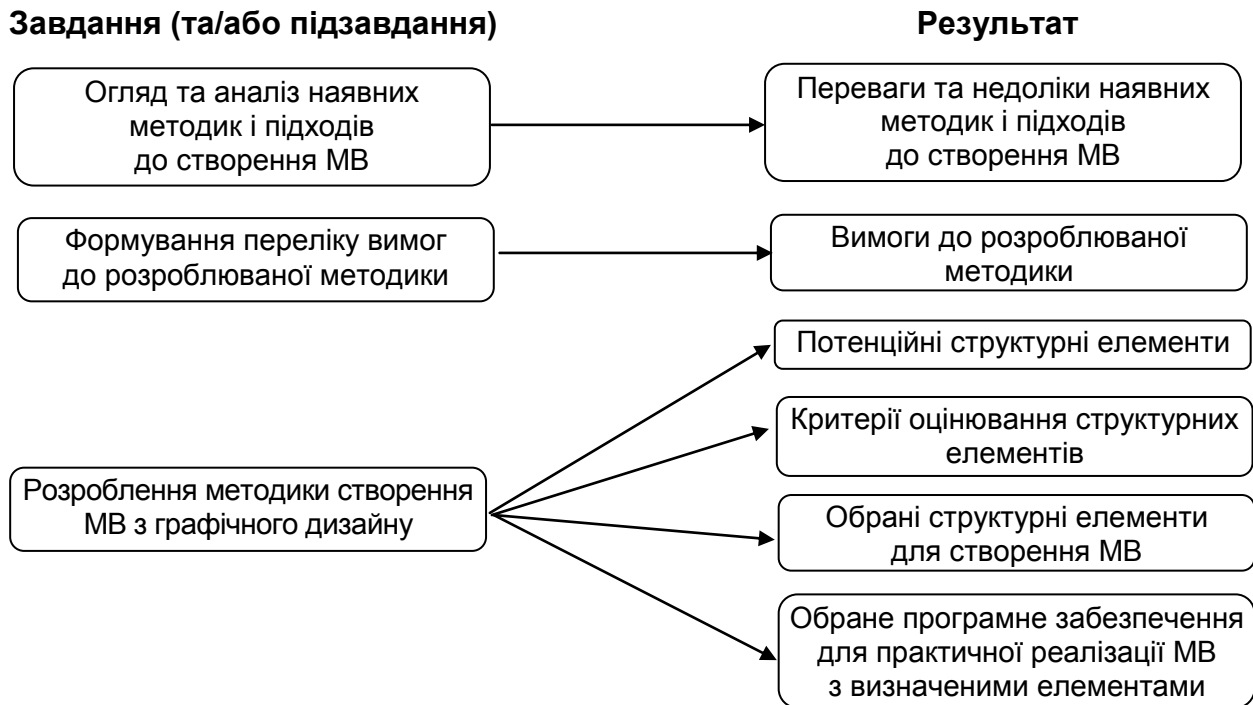 Завдання (та/або підзавдання)
Результат
Огляд та аналіз наявних
методик і підходів
до створення МВ
Переваги та недоліки наявних
методик і підходів
до створення МВ
Формування переліку вимог
до розроблюваної методики
Вимоги до розроблюваної
методики
Розроблення методики створення
МВ з графічного дизайну
Потенційні структурні елементи
Критерії оцінювання структурних
елементів
Обрані структурні елементи
для створення МВ
Обране програмне забезпечення
для практичної реалізації МВ
з визначеними елементами